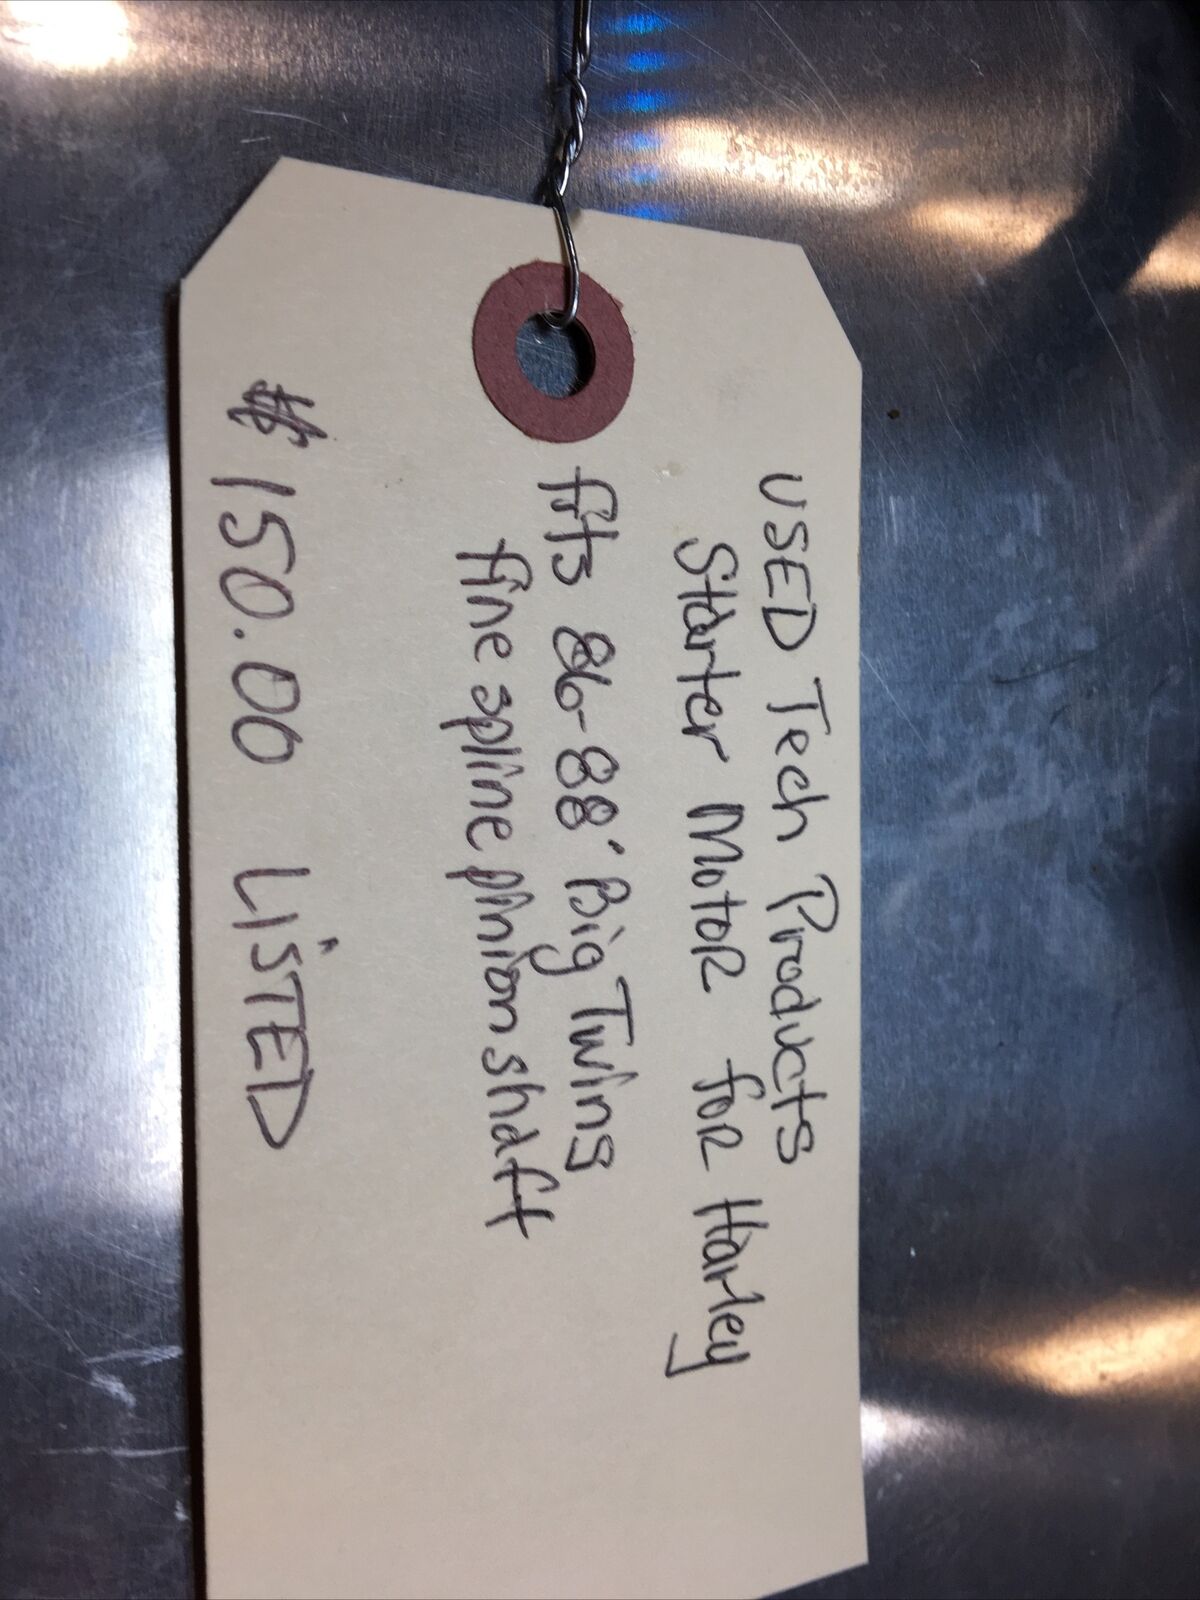 USED Tech Products
Starter Motor for Harley
fits 86-88' Big Twins
fine spline pinion shaft
$150.00 LiSTED